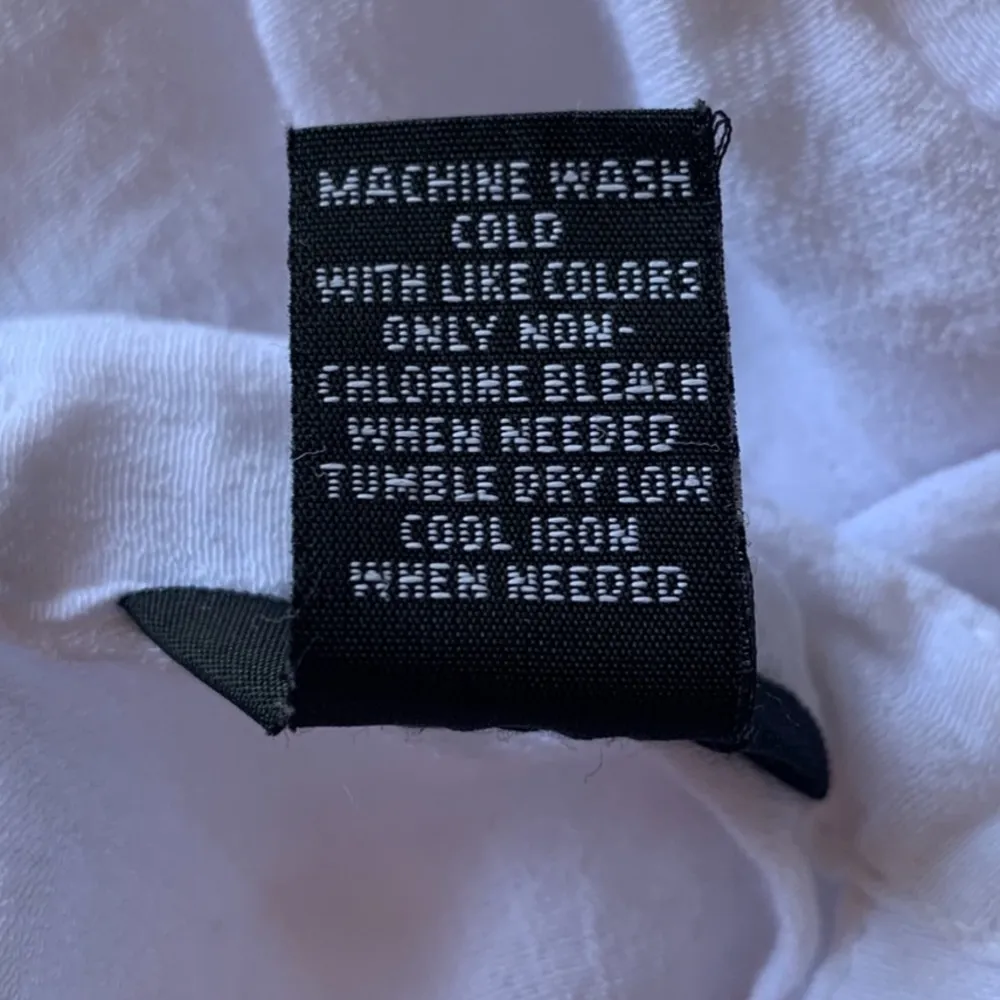 MACHINE WASH
COLD
WITH LIKE COLORS
ONLY NON-
CHLORINE BLEACH
WHEN NEEDED
TUMBLE DRY LOW
COOL IRON
WHEN NEEDED